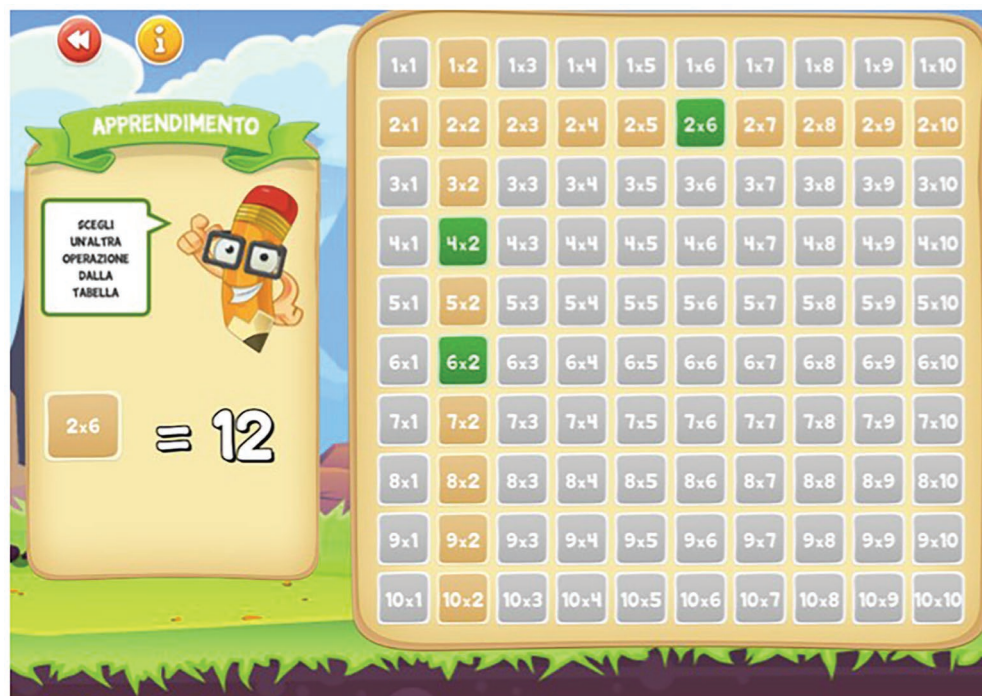 i
APPRENDIMENTO
SCEGLI
UN'ALTRA
OPERAZIONE
DALLA
TABELLA
2x6 = 12
1x1 1x2 1x3 1x4 1x5 1x6 1x7 1x8 1x9 1x10
2x1 2x2 2x3 2x4 2x5 2x6 2x7 2x8 2x9 2x10
3x1 3x2 3x3 3x4 3x5 3x6 3x7 3x8 3x9 3x10
4x1 4x2 4x3 4x4 4x5 4x6 4x7 4x8 4x9 4x10
5x1 5x2 5x3 5x4 5x5 5x6 5x7 5x8 5x9 5x10
6x1 6x2 6x3 6x4 6x5 6x6 6x7 6x8 6x9 6x10
7x1 7x2 7x3 7x4 7x5 7x6 7x7 7x8 7x9 7x10
8x1 8x2 8x3 8x4 8x5 8x6 8x7 8x8 8x9 8x10
9x1 9x2 9x3 9x4 9x5 9x6 9x7 9x8 9x9 9x10
10x1 10x2 10x3 10x4 10x5 10x6 10x7 10x8 10x9 10x10